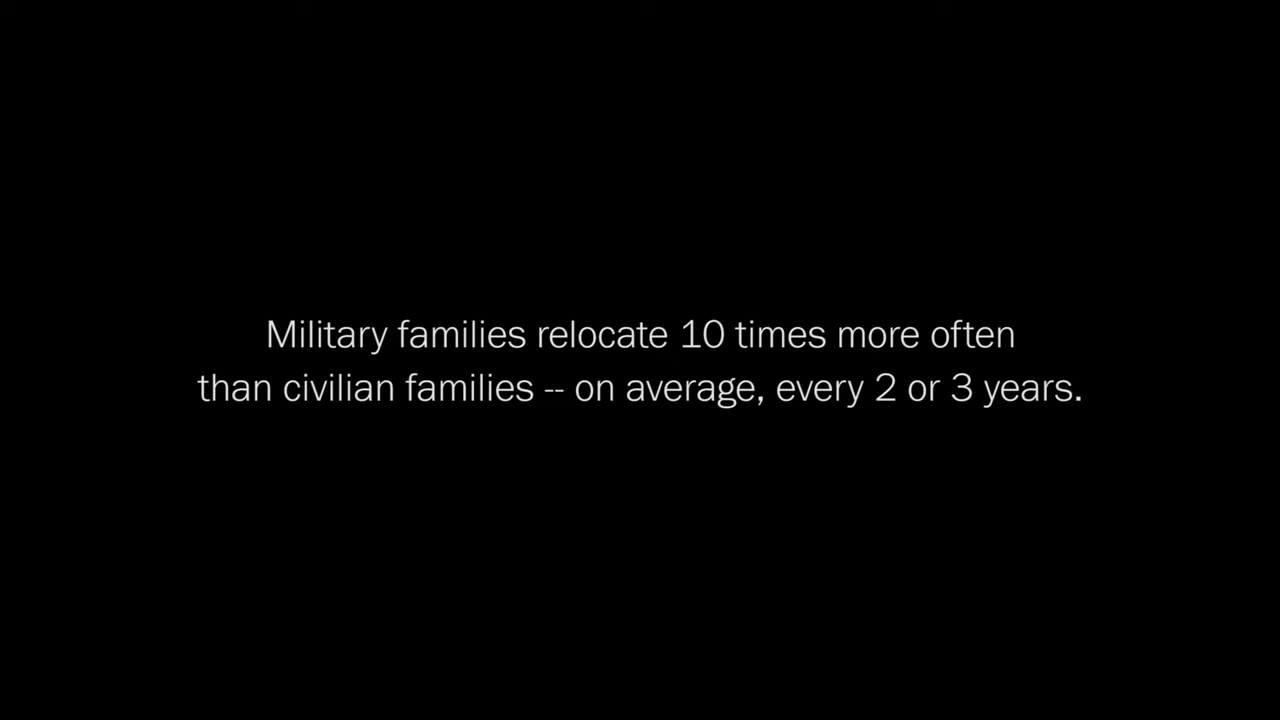 Military families relocate 10 times more often
than civilian families -- on average, every 2 or 3 years.